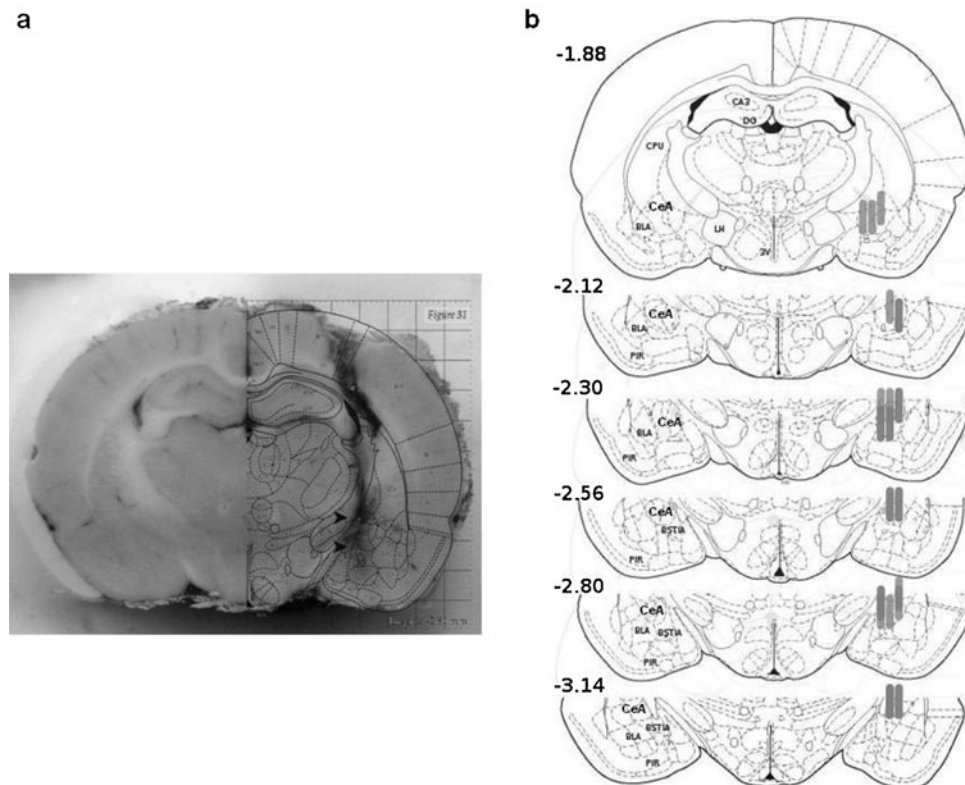 a
Figure 31
b
-1.88
CA3
DG
CPU
CeA
BLA
LH
3V
-2.12
CeA
BLA
PIR
-2.30
CeA
BLA
PIR
-2.56
CeA
BSTIA
PIR
-2.80
CeA
BLA
BSTIA
PIR
-3.14
CeA
BSTIA
BLA
PIR